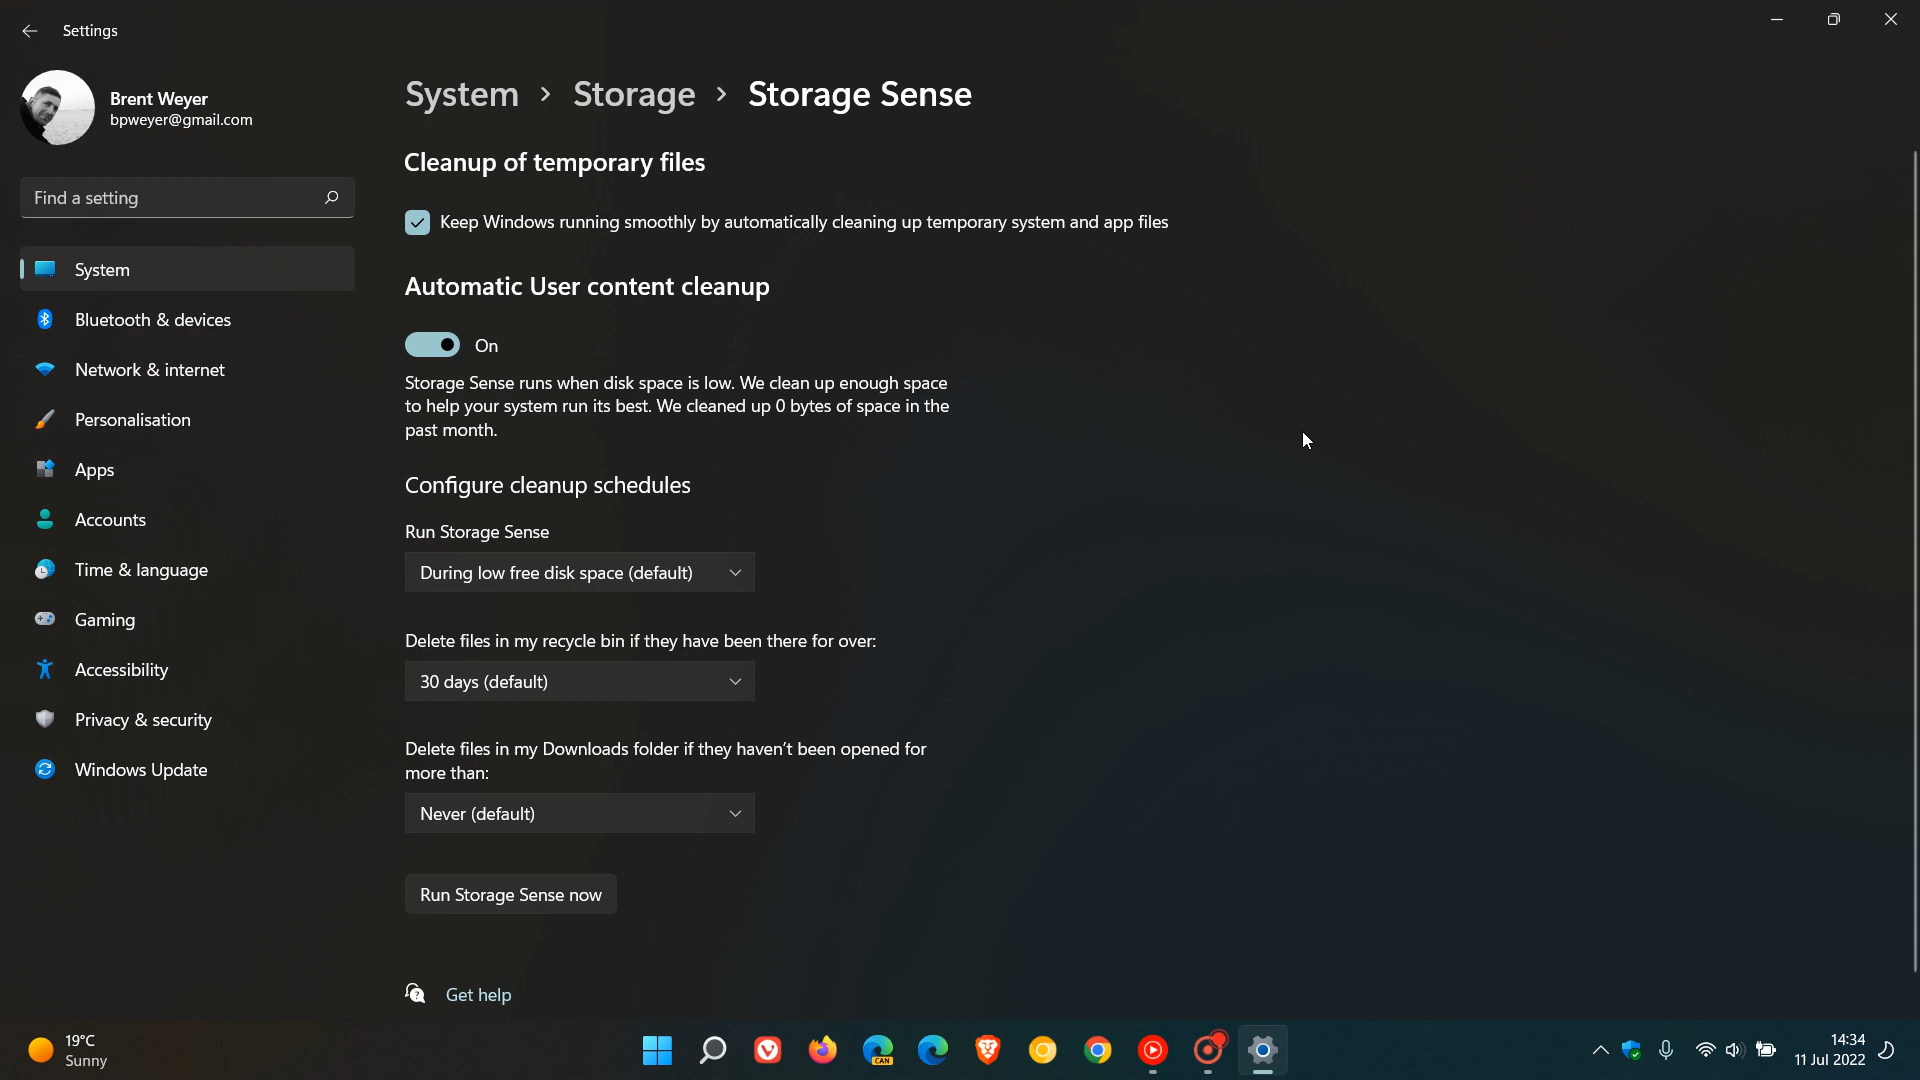 Settings
Brent Weyer
bpweyer@gmail.com
Find a setting
System
Bluetooth & devices
Network & internet
Personalisation
Apps
Accounts
Time & language
Gaming
Accessibility
Privacy & security
Windows Update
System > Storage > Storage Sense
Cleanup of temporary files
Keep Windows running smoothly by automatically cleaning up temporary system and app files
Automatic User content cleanup
On
Storage Sense runs when disk space is low. We clean up enough space
to help your system run its best. We cleaned up 0 bytes of space in the
past month.
Configure cleanup schedules
Run Storage Sense
During low free disk space (default)
Delete files in my recycle bin if they have been there for over:
30 days (default)
Delete files in my Downloads folder if they haven't been opened for
more than:
Never (default)
Run Storage Sense now
Get help
19°C
Sunny
CAN
14:34
11 Jul 2022